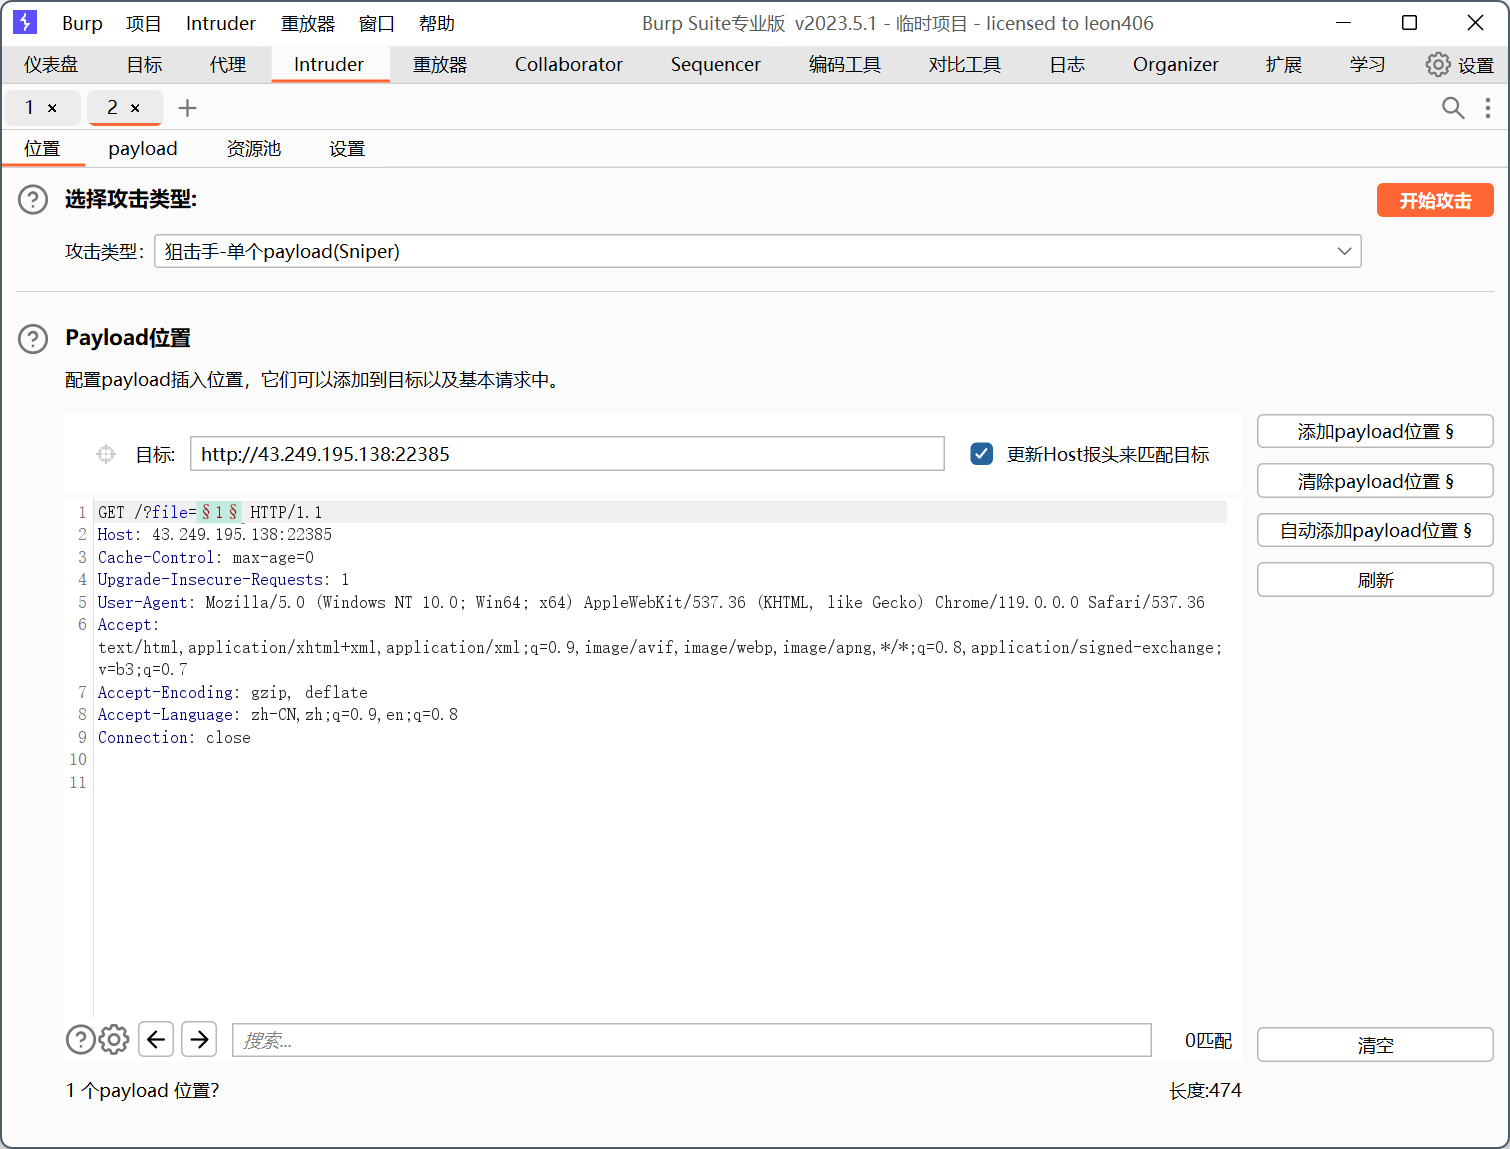 Burp 项目 Intruder 重放器 窗口 帮助 Burp Suite专业版 v2023.5.1 - 临时项目 - licensed to leon406
仪表盘 目标 代理 Intruder 重放器 Collaborator Sequencer 编码工具 对比工具 日志 Organizer 扩展 学习 设置
1 × 2 × +
位置 payload 资源池 设置
选择攻击类型: 开始攻击
攻击类型: 狙击手-单个payload(Sniper)
Payload位置
配置payload插入位置，它们可以添加到目标以及基本请求中。
目标: http://43.249.195.138:22385 更新Host报头来匹配目标
添加payload位置 §
清除payload位置 §
自动添加payload位置 §
刷新
1 GET /?file=§1§ HTTP/1.1
2 Host: 43.249.195.138:22385
3 Cache-Control: max-age=0
4 Upgrade-Insecure-Requests: 1
5 User-Agent: Mozilla/5.0 (Windows NT 10.0; Win64; x64) AppleWebKit/537.36 (KHTML, like Gecko) Chrome/119.0.0.0 Safari/537.36
6 Accept:
text/html,application/xhtml+xml,application/xml;q=0.9,image/avif,image/webp,image/apng,*/*;q=0.8,application/signed-exchange;
v=b3;q=0.7
7 Accept-Encoding: gzip, deflate
8 Accept-Language: zh-CN,zh;q=0.9,en;q=0.8
9 Connection: close
10
11
搜索... 0匹配 清空
1 个payload 位置? 长度:474